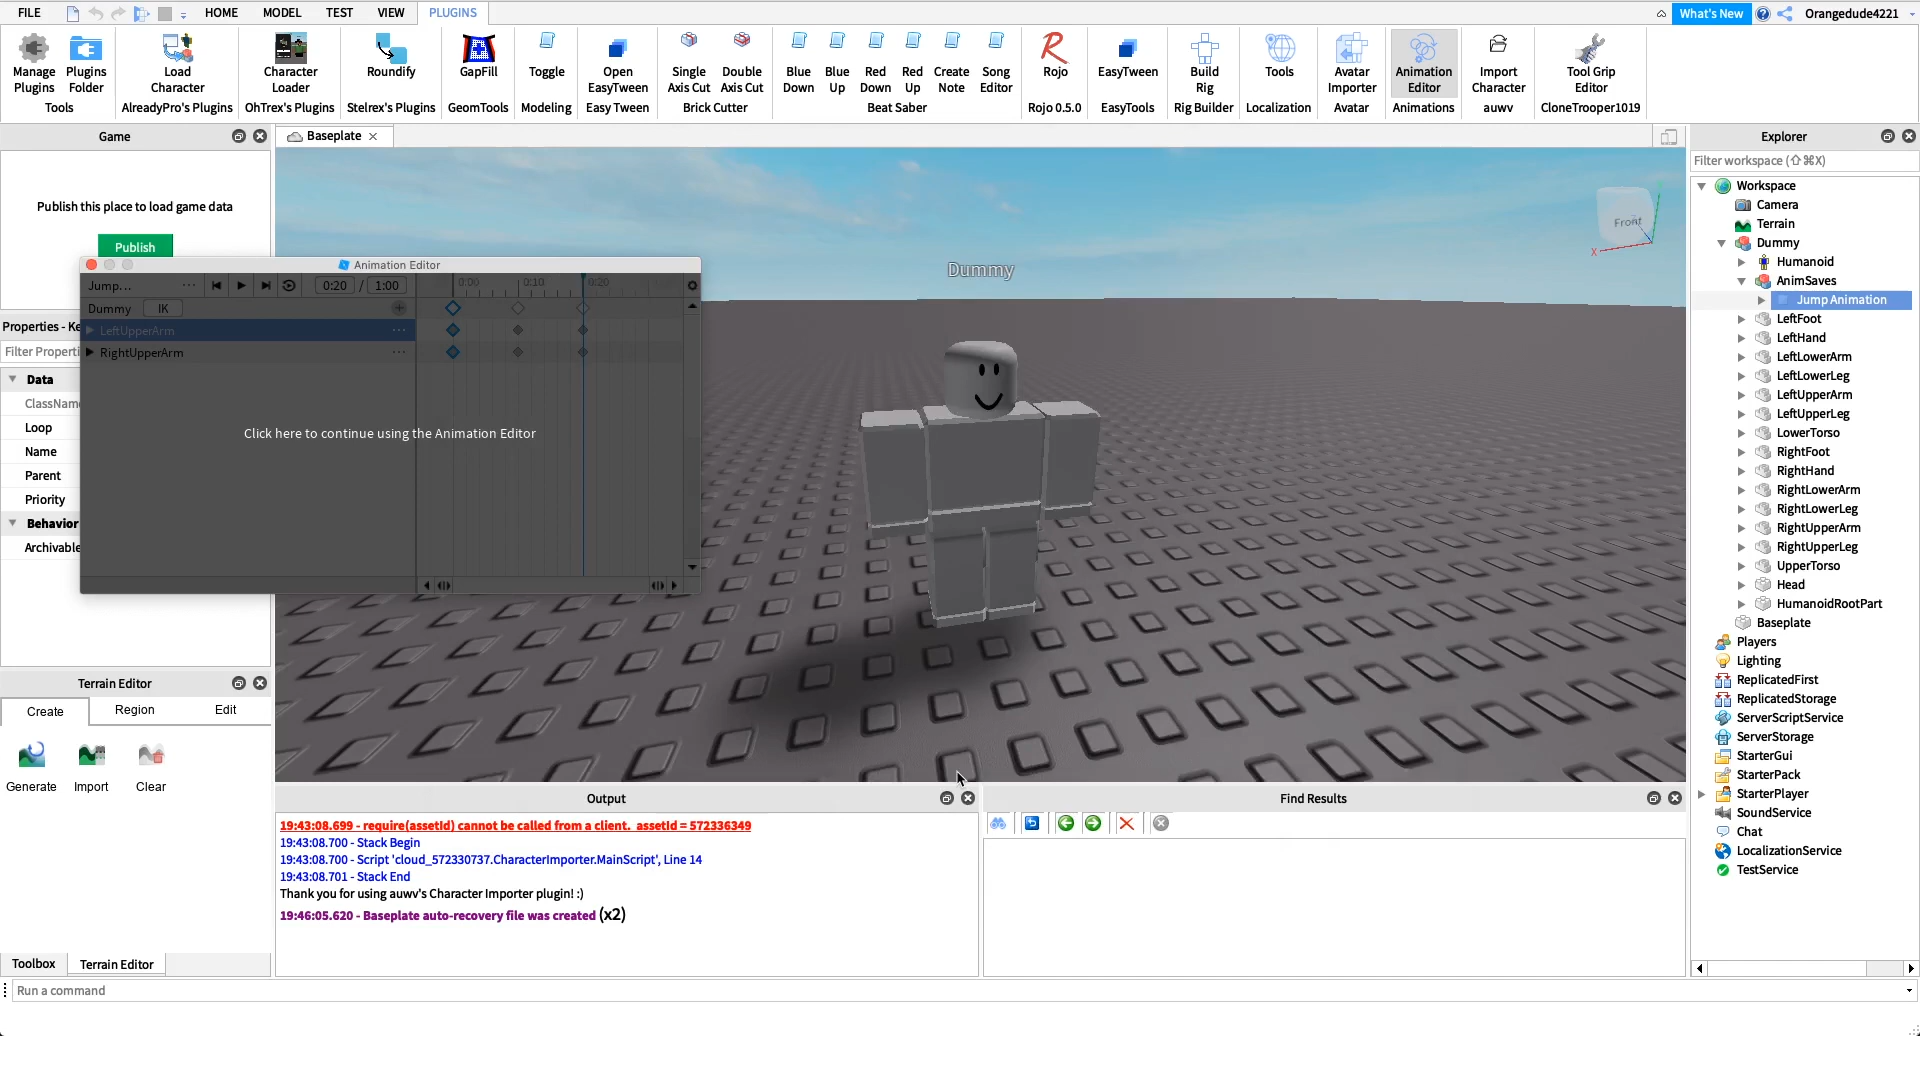 FILE HOME MODEL TEST VIEW PLUGINS What's New Orangedude4221
Manage Plugins
Plugins Folder
Tools
Load Character
AlreadyPro's Plugins
Character Loader
OhTrex's Plugins
Roundify
Stelrex's Plugins
GapFill
GeomTools
Toggle
Modeling
Open EasyTween
Easy Tween
Single Axis Cut
Double Axis Cut
Brick Cutter
Blue Down
Blue Up
Red Down
Red Up
Create Note
Song Editor
Beat Saber
Rojo
Rojo 0.5.0
EasyTween
EasyTools
Build Rig
Rig Builder
Tools
Localization
Avatar Importer
Avatar
Animation Editor
Animations
Import Character
auwv
Tool Grip Editor
CloneTrooper1019
Game
Publish this place to load game data
Publish
Properties - Ke
Filter Properti
Data
ClassName
Loop
Name
Parent
Priority
Behavior
Archivable
Animation Editor
Jump... ... 0:20 / 1:00 0:00 0:10 0:20
Dummy IK
LeftUpperArm ...
RightUpperArm ...
Click here to continue using the Animation Editor
Terrain Editor
Create Region Edit
Generate Import Clear
Toolbox Terrain Editor
Baseplate
Dummy
Front
X
Output
19:43:08.699 - require(assetId) cannot be called from a client. assetId = 572336349
19:43:08.700 - Stack Begin
19:43:08.700 - Script 'cloud_572330737.CharacterImporter.MainScript', Line 14
19:43:08.701 - Stack End
Thank you for using auwv's Character Importer plugin! :)
19:46:05.620 - Baseplate auto-recovery file was created (x2)
Find Results
Explorer
Filter workspace (⇧⌘X)
Workspace
Camera
Terrain
Dummy
Humanoid
AnimSaves
Jump Animation
LeftFoot
LeftHand
LeftLowerArm
LeftLowerLeg
LeftUpperArm
LeftUpperLeg
LowerTorso
RightFoot
RightHand
RightLowerArm
RightLowerLeg
RightUpperArm
RightUpperLeg
UpperTorso
Head
HumanoidRootPart
Baseplate
Players
Lighting
ReplicatedFirst
ReplicatedStorage
ServerScriptService
ServerStorage
StarterGui
StarterPack
StarterPlayer
SoundService
Chat
LocalizationService
TestService
Run a command